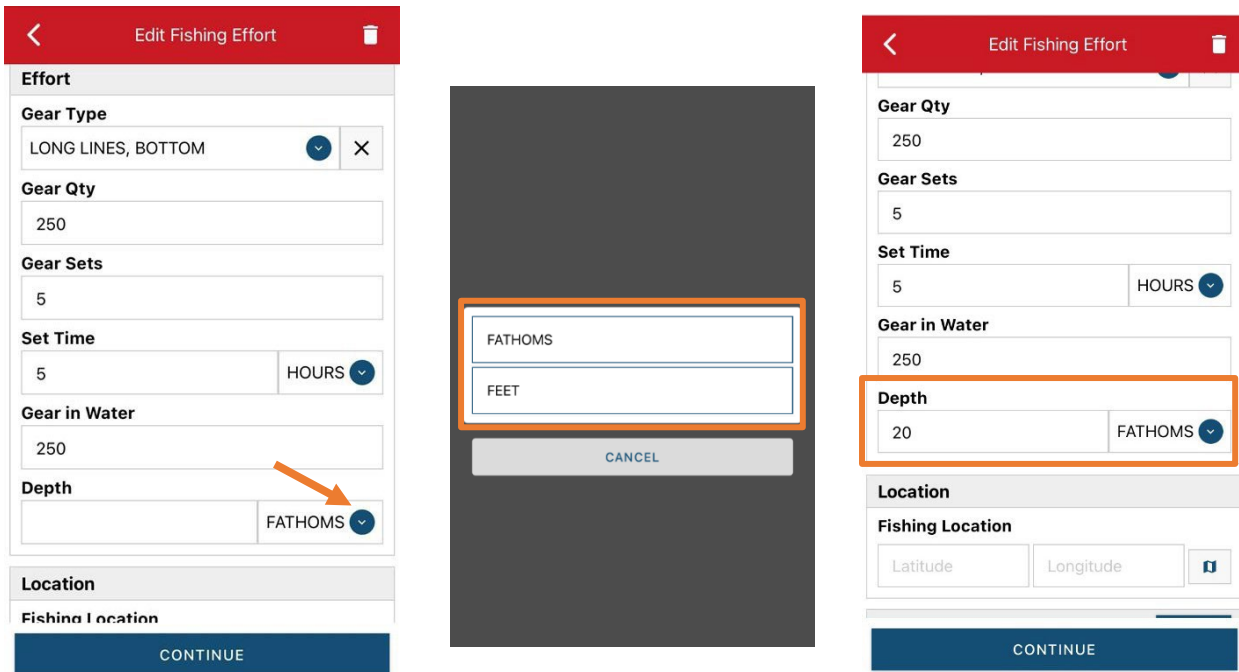 Edit Fishing Effort
Effort
Gear Type
LONG LINES, BOTTOM
Gear Qty
250
Gear Sets
5
Set Time
5 HOURS
Gear in Water
250
Depth
FATHOMS
Location
Fishing Location
CONTINUE
FATHOMS
FEET
CANCEL
Edit Fishing Effort
Gear Qty
250
Gear Sets
5
Set Time
5 HOURS
Gear in Water
250
Depth
20 FATHOMS
Location
Fishing Location
Latitude Longitude
CONTINUE